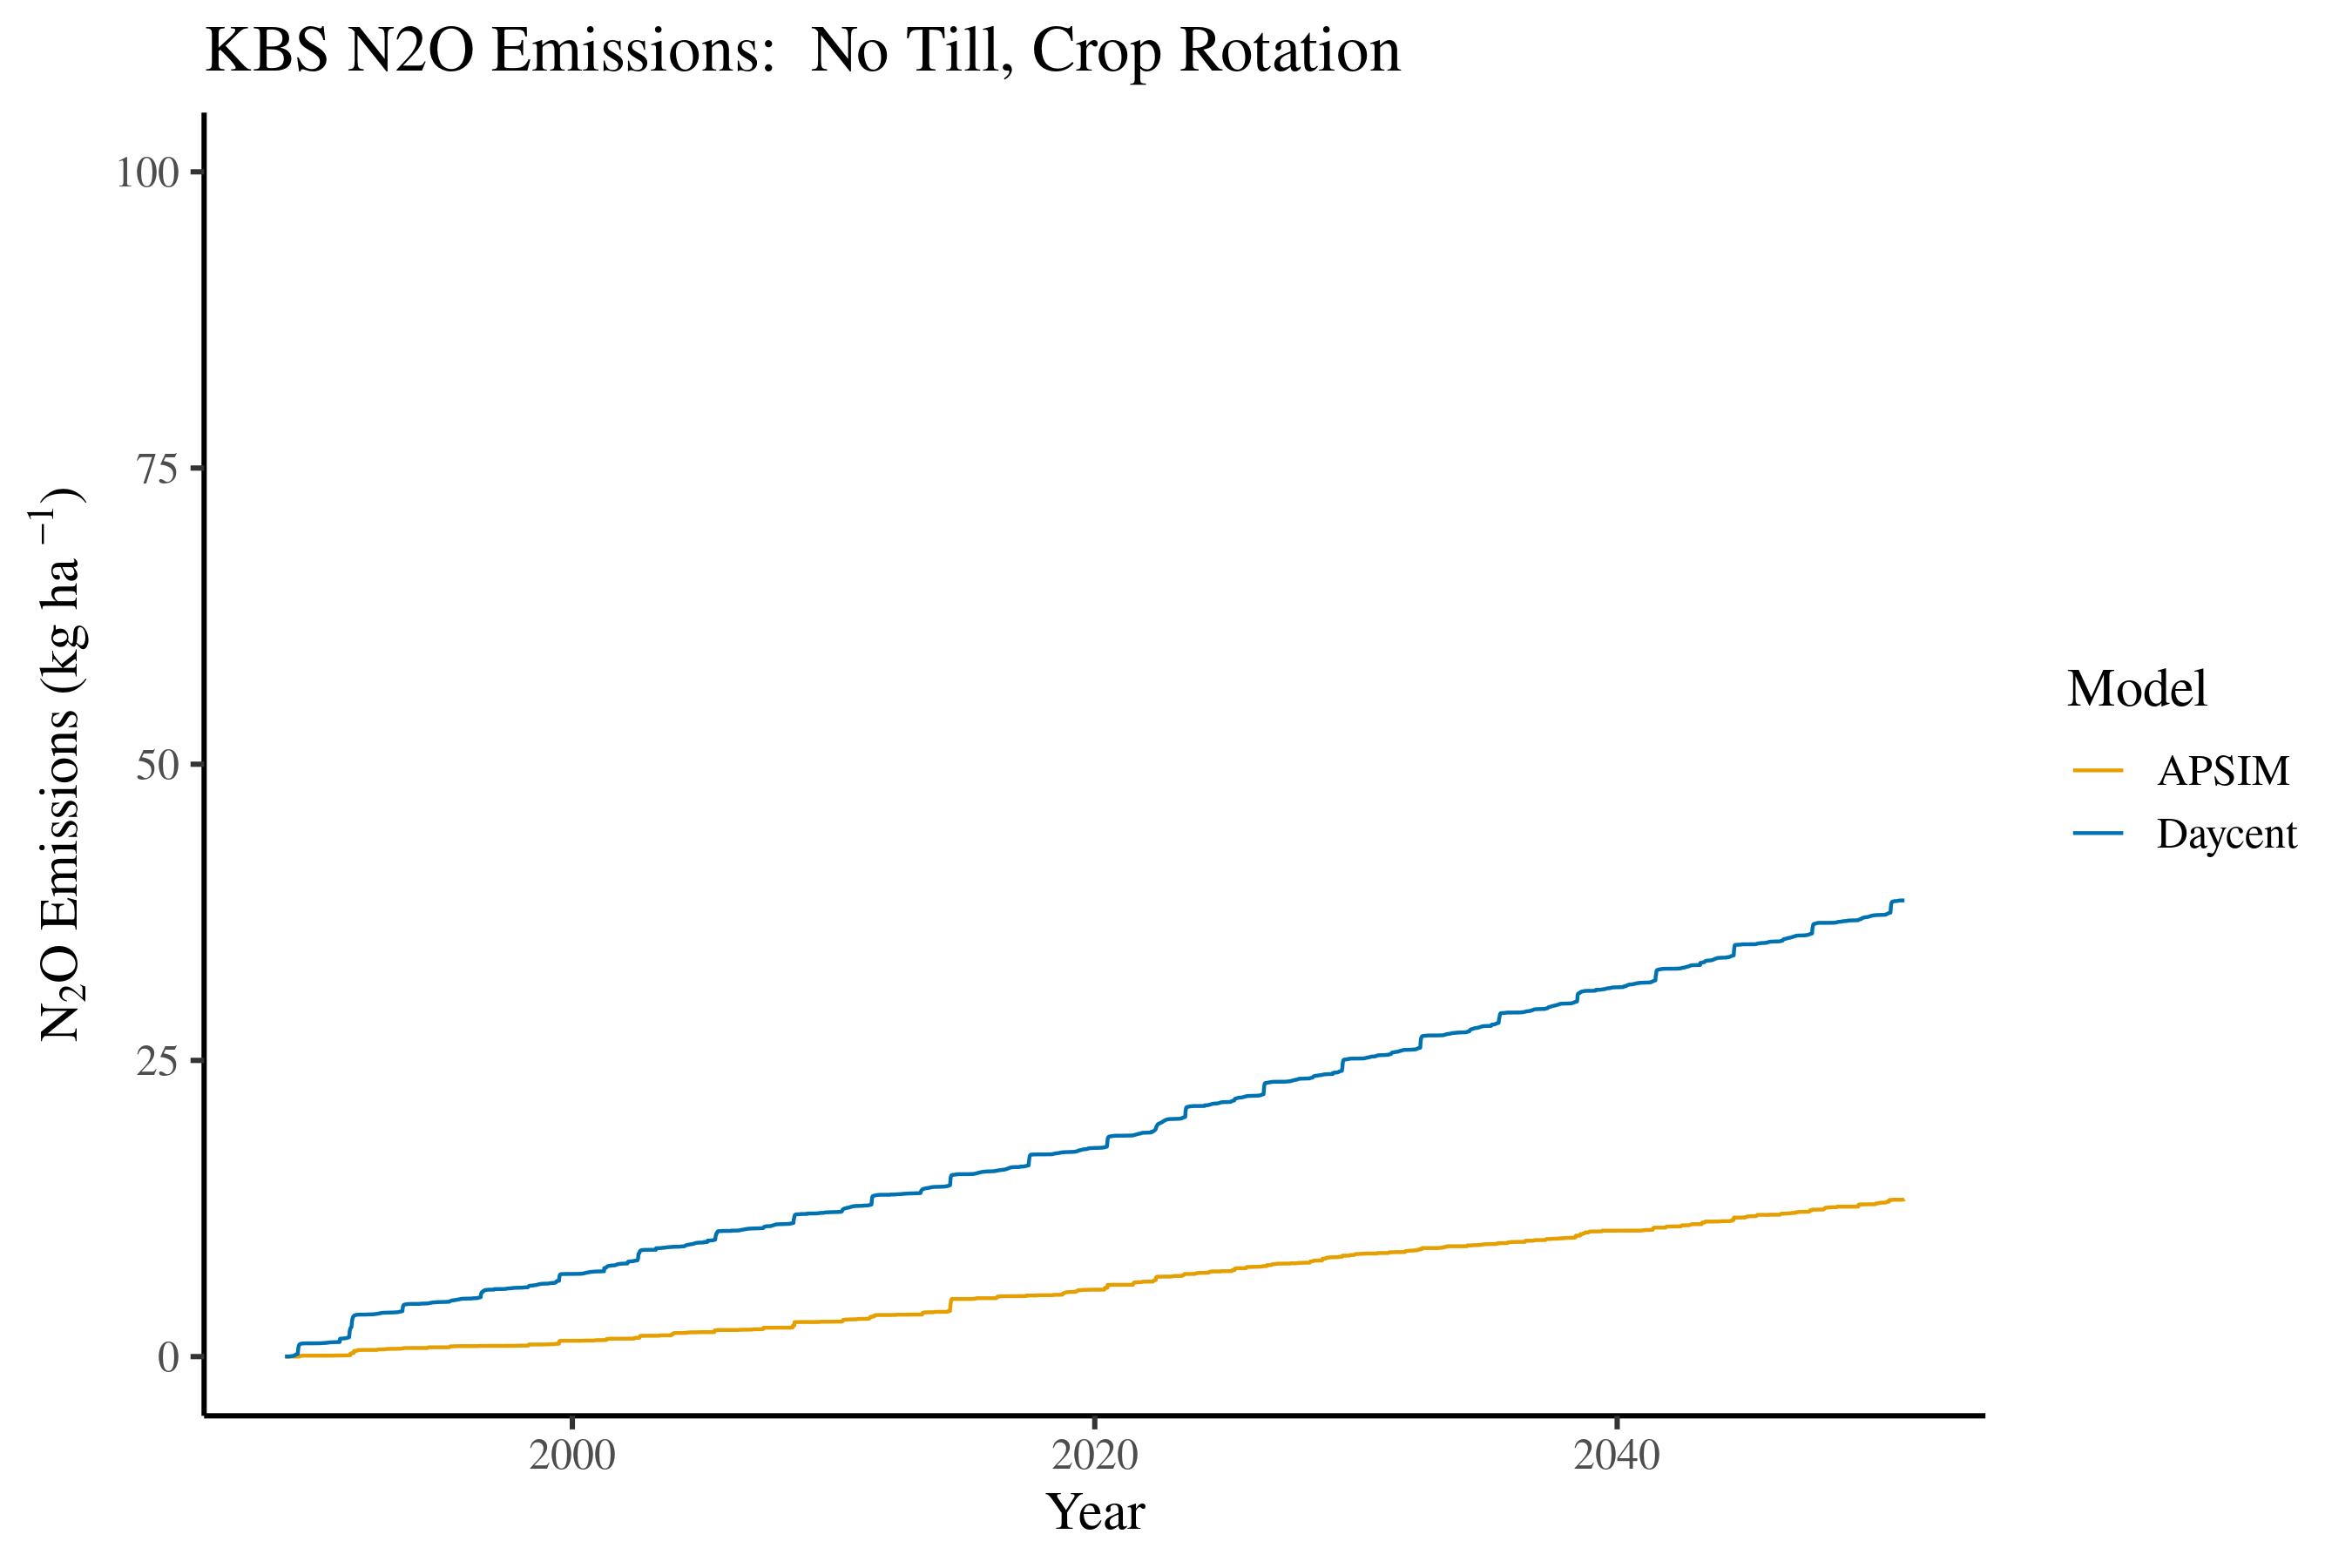 KBS N2O Emissions:  No Till, Crop Rotation
N₂O Emissions (kg ha⁻¹)
100
75
50
25
0
2000 2020 2040
Year
Model
APSIM
Daycent